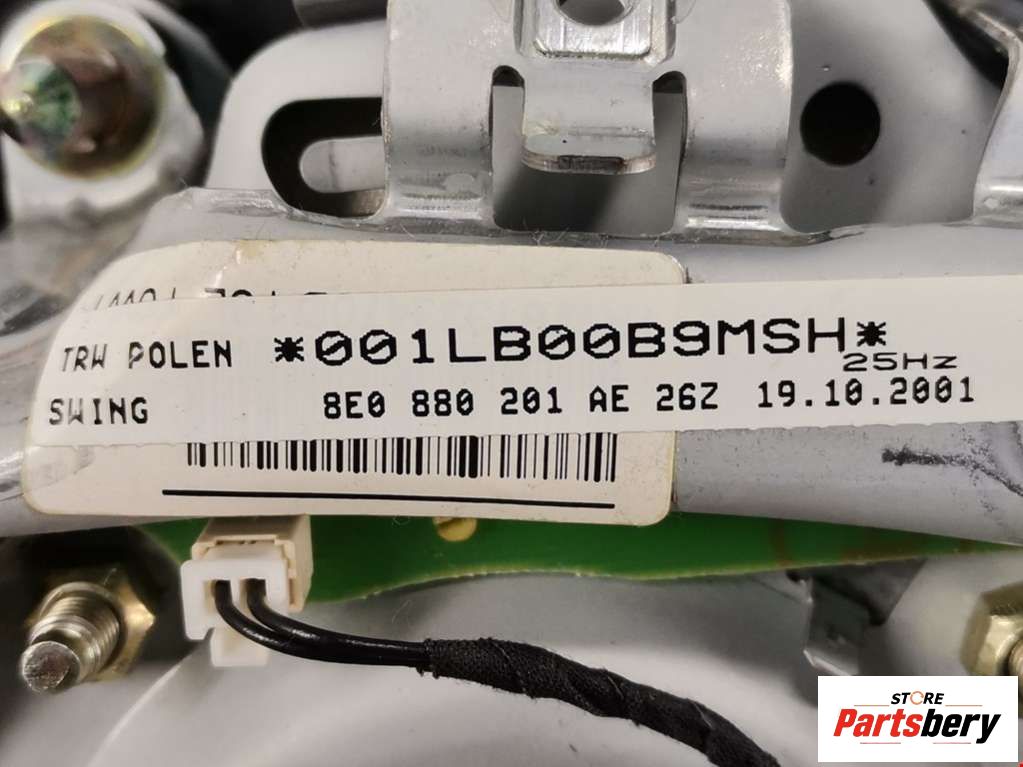 TRW POLEN *001LB00B9MSH*
25Hz
SWING 8E0 880 201 AE 26Z 19.10.2001
STORE
Partsbery